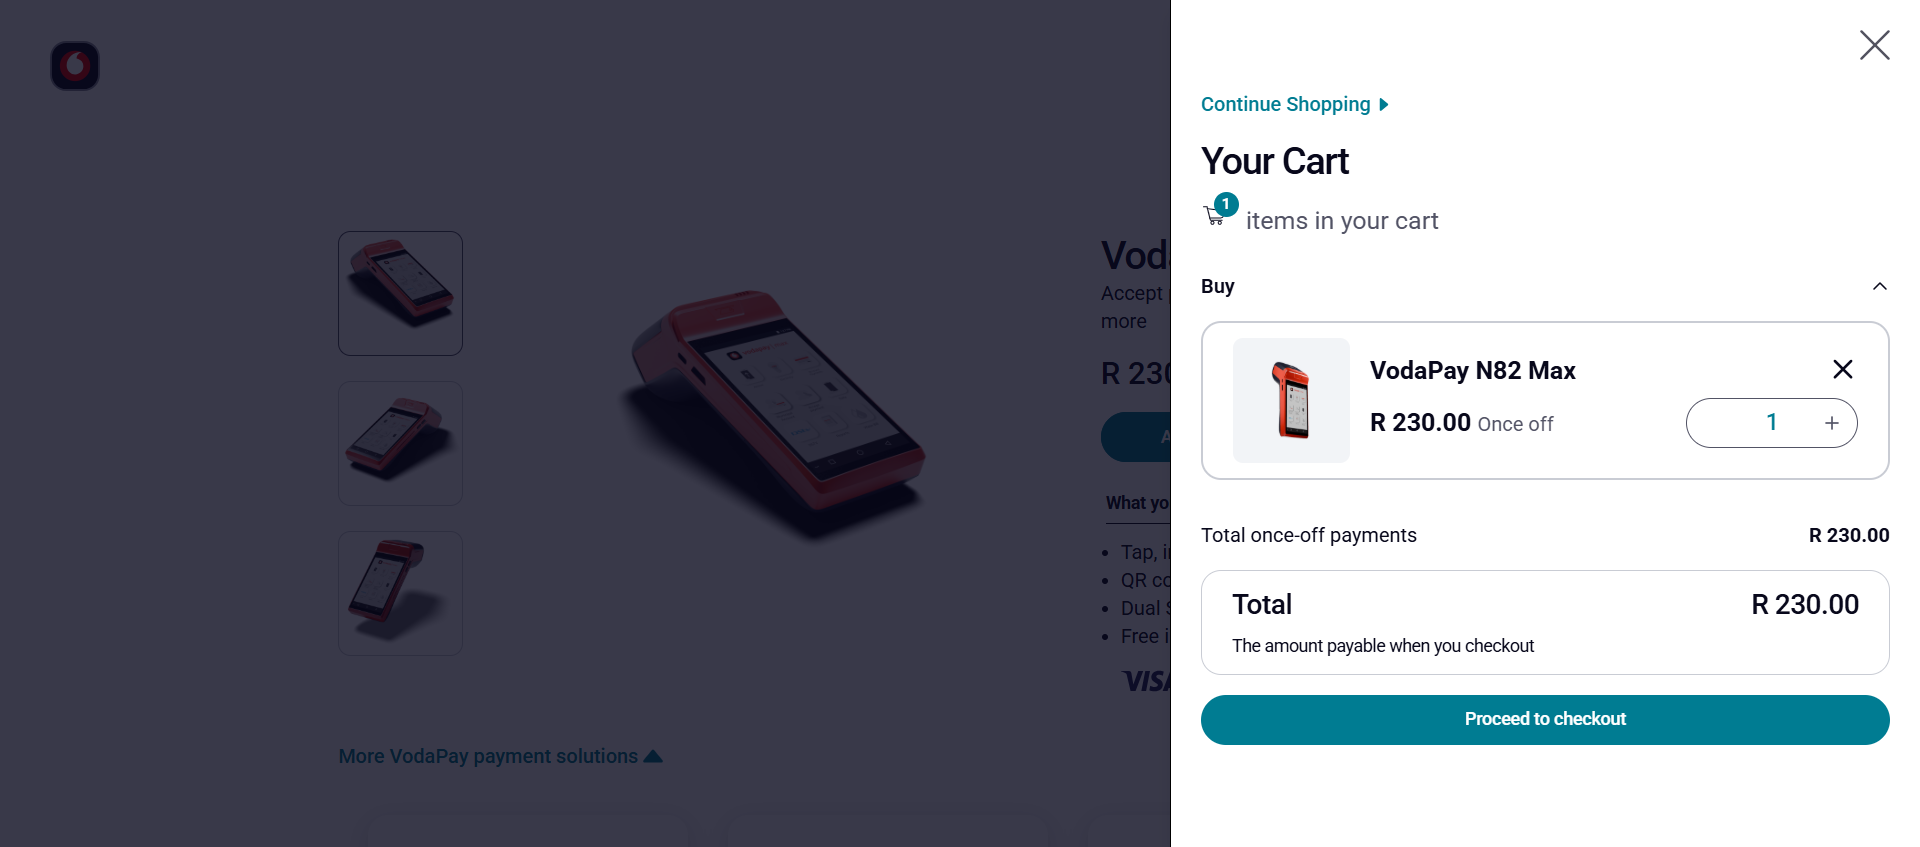 Continue Shopping
Your Cart
1
items in your cart
Buy
VodaPay N82 Max
R 230.00 Once off
1 +
Total once-off payments R 230.00
Total R 230.00
The amount payable when you checkout
Proceed to checkout
Accept
more
R 230
What yo
Tap, i
QR co
Dual
Free i
VISA
More VodaPay payment solutions